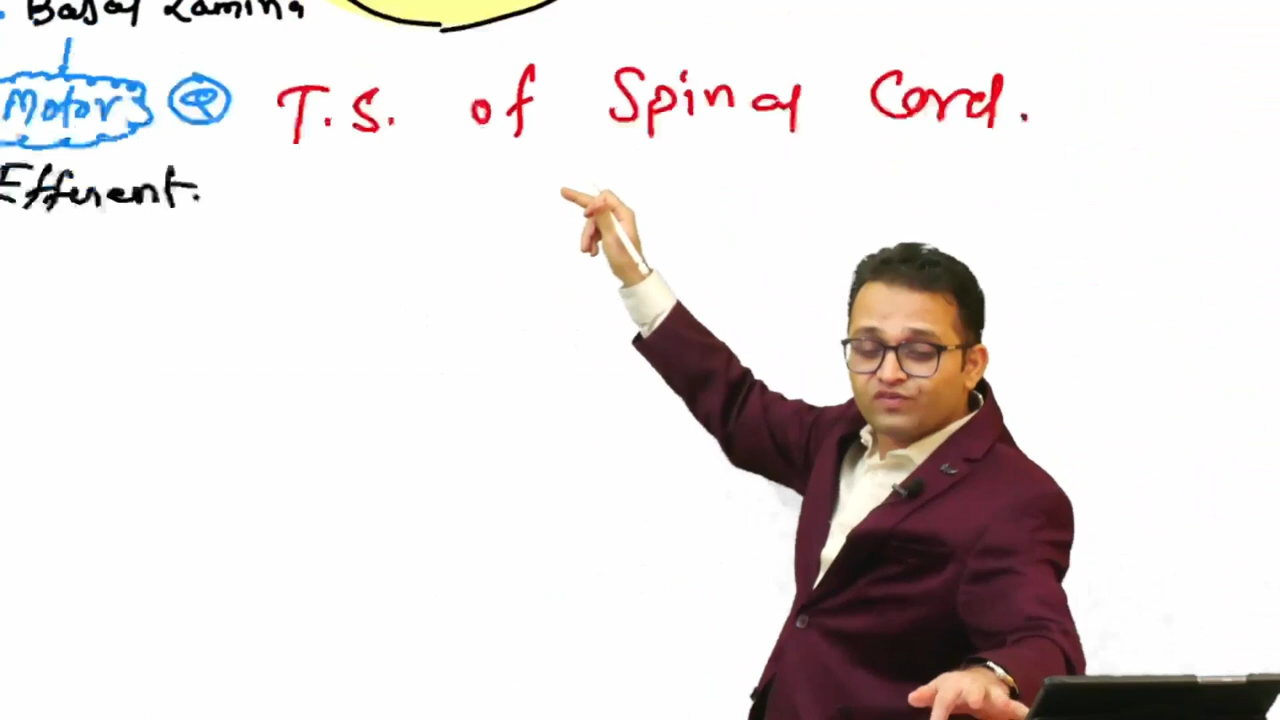 Basal Lamina
Motor T.S. of Spinal Cord.
Efferent.